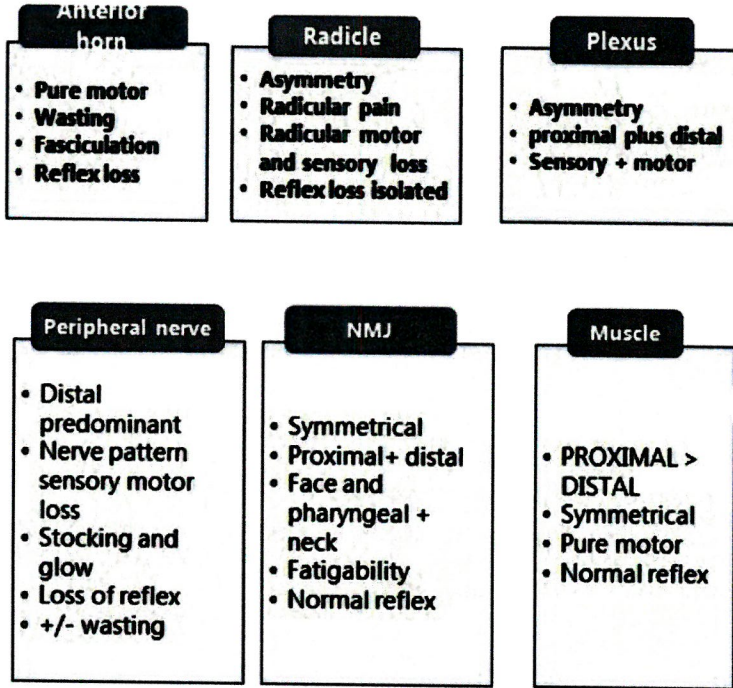 Anterior
horn
• Pure motor
• Wasting
• Fasciculation
• Reflex loss
Radicle
• Asymmetry
• Radicular pain
• Radicular motor
and sensory loss
• Reflex loss isolated
Plexus
• Asymmetry
• proximal plus distal
• Sensory + motor
Peripheral nerve
• Distal
predominant
• Nerve pattern
sensory motor
loss
• Stocking and
glow
• Loss of reflex
• +/- wasting
NMJ
• Symmetrical
• Proximal+ distal
• Face and
pharyngeal +
neck
• Fatigability
• Normal reflex
Muscle
• PROXIMAL >
DISTAL
• Symmetrical
• Pure motor
• Normal reflex